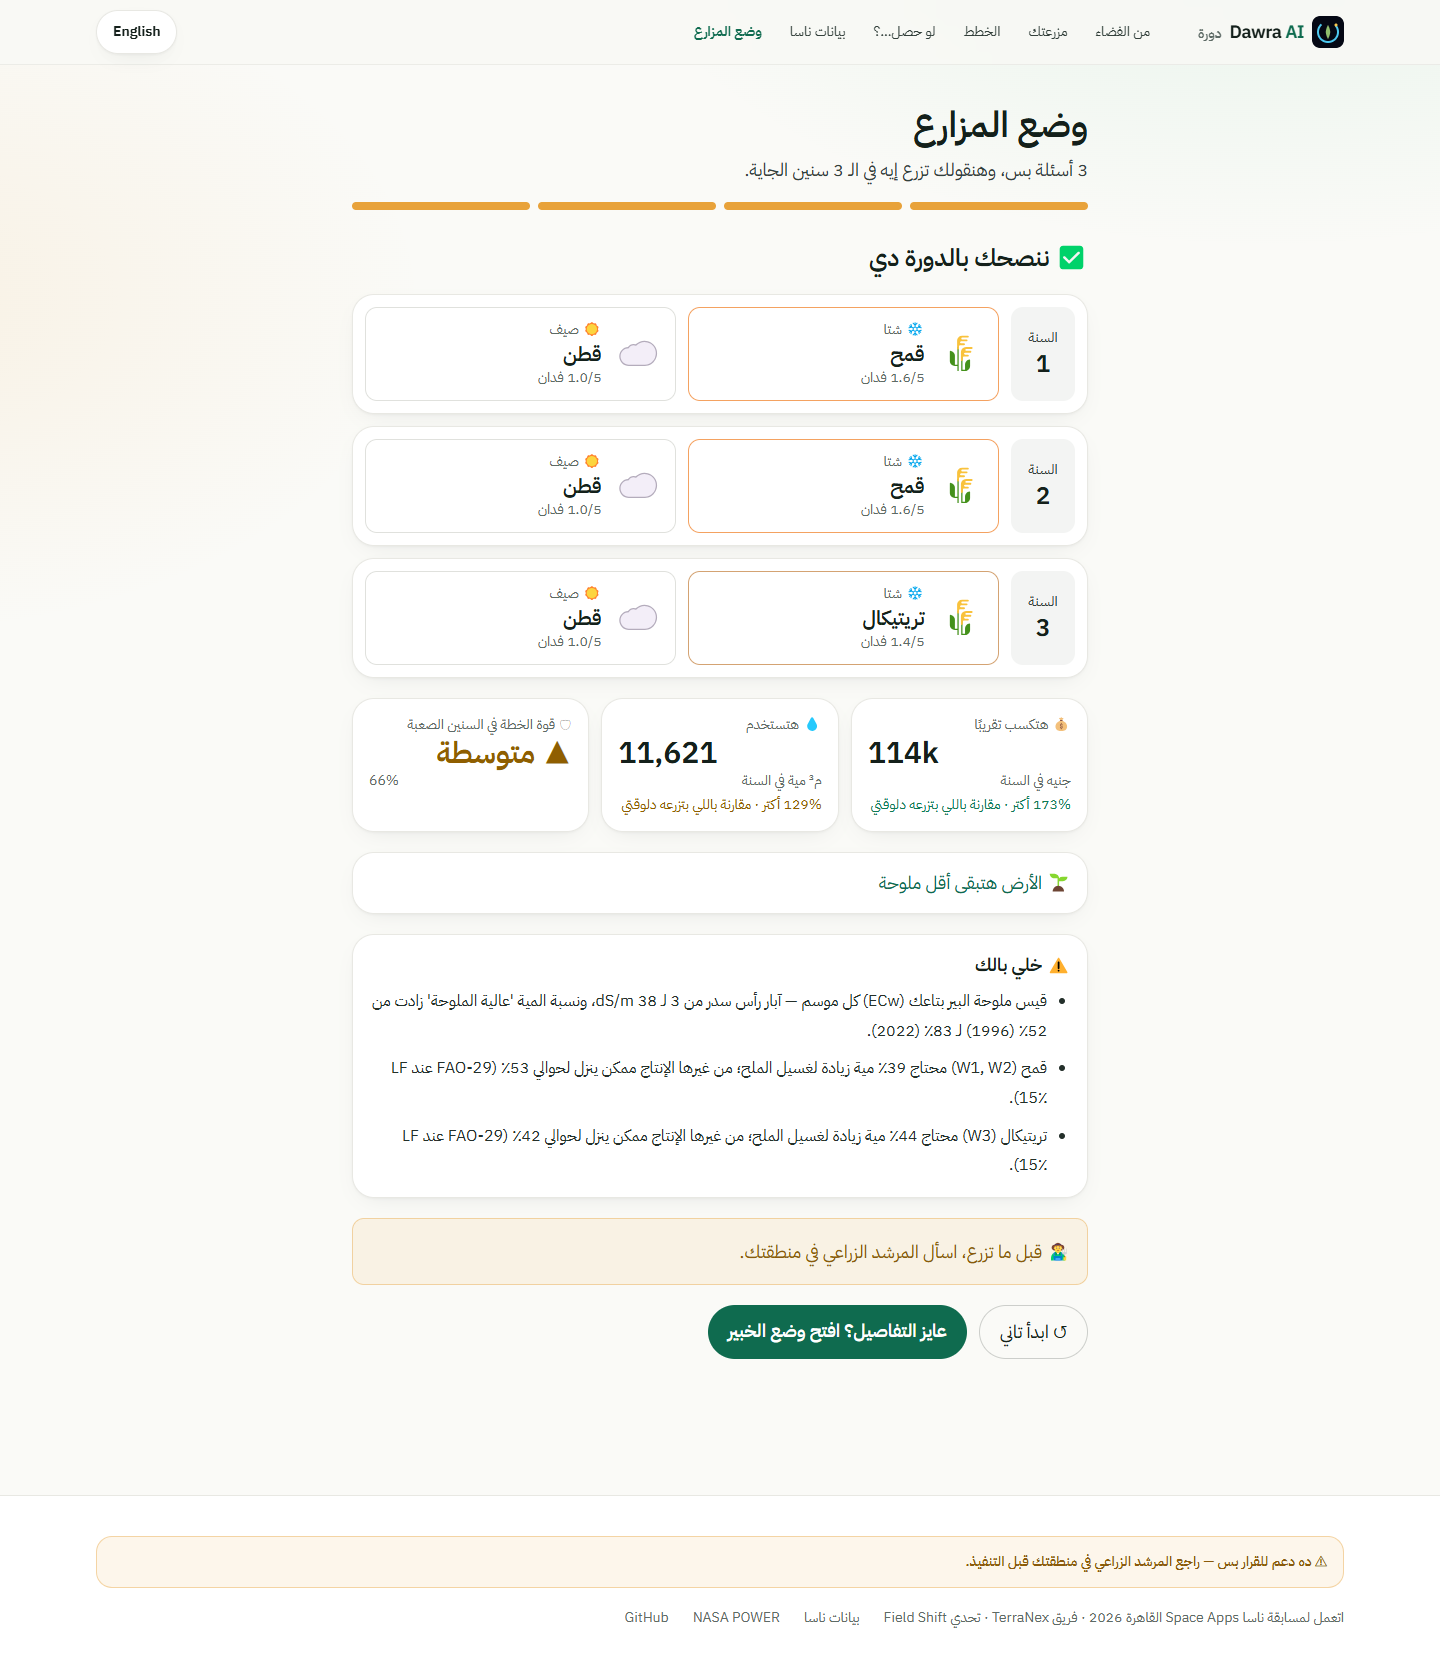 Dawra AI دورة
من الفضاء
مزرعتك
الخطط
لو حصل...؟
بيانات ناسا
وضع المزارع
English
وضع المزارع
3 أسئلة بس، وهنقولك تزرع إيه في الـ 3 سنين الجاية.
ننصحك بالدورة دي
السنة
1
شتا
قمح
1.6/5 فدان
صيف
قطن
1.0/5 فدان
السنة
2
شتا
قمح
1.6/5 فدان
صيف
قطن
1.0/5 فدان
السنة
3
شتا
تريتيكال
1.4/5 فدان
صيف
قطن
1.0/5 فدان
هتكسب تقريبًا
114k
جنيه في السنة
173% أكتر · مقارنة باللي بتزرعه دلوقتي
هتستخدم
11,621
م³ مية في السنة
129% أكتر · مقارنة باللي بتزرعه دلوقتي
قوة الخطة في السنين الصعبة
▲ متوسطة
66%
الأرض هتبقى أقل ملوحة
خلي بالك
قيس ملوحة البير بتاعك (ECw) كل موسم — آبار رأس سدر من 3 لـ 38 dS/m، ونسبة المية 'عالية الملوحة' زادت من
52٪ (1996) لـ 83٪ (2022).
قمح (W1, W2) محتاج 39٪ مية زيادة لغسيل الملح؛ من غيرها الإنتاج ممكن ينزل لحوالي 53٪ (FAO-29 عند LF
15٪).
تريتيكال (W3) محتاج 44٪ مية زيادة لغسيل الملح؛ من غيرها الإنتاج ممكن ينزل لحوالي 42٪ (FAO-29 عند LF
15٪).
قبل ما تزرع، اسأل المرشد الزراعي في منطقتك.
↺ ابدأ تاني
عايز التفاصيل؟ افتح وضع الخبير
⚠ ده دعم للقرار بس — راجع المرشد الزراعي في منطقتك قبل التنفيذ.
اتعمل لمسابقة ناسا Space Apps القاهرة 2026 · فريق TerraNex · تحدي Field Shift
بيانات ناسا
NASA POWER
GitHub